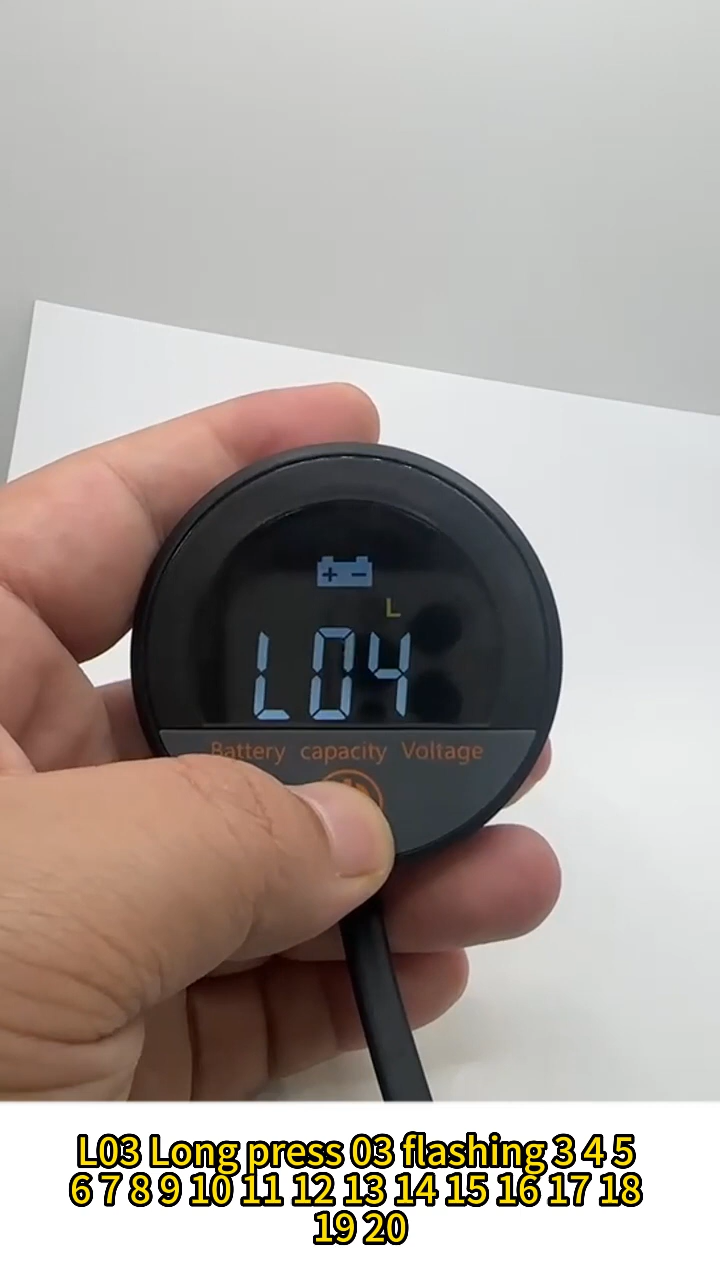 L
L04
Battery capacity Voltage
L03 Long press 03 flashing 3 4 5
6 7 8 9 10 11 12 13 14 15 16 17 18
19 20